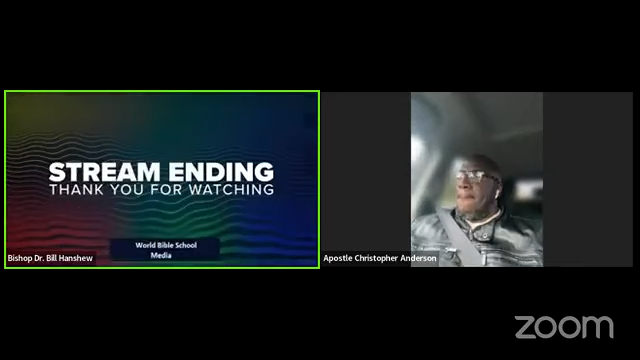 STREAM ENDING
THANK YOU FOR WATCHING
World Bible School
Media
Bishop Dr. Bill Hanshew
Apostle Christopher Anderson
zoom